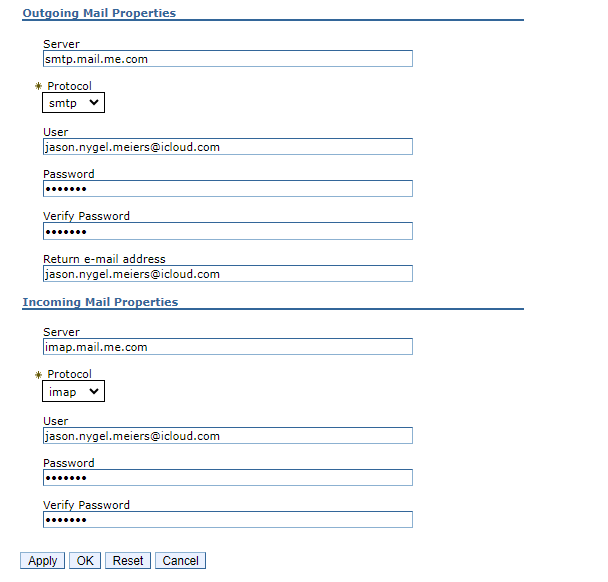 Outgoing Mail Properties
Server
smtp.mail.me.com
* Protocol
smtp
User
jason.nygel.meiers@icloud.com
Password
•••••••
Verify Password
•••••••
Return e-mail address
jason.nygel.meiers@icloud.com
Incoming Mail Properties
Server
imap.mail.me.com
* Protocol
imap
User
jason.nygel.meiers@icloud.com
Password
•••••••
Verify Password
•••••••
Apply OK Reset Cancel